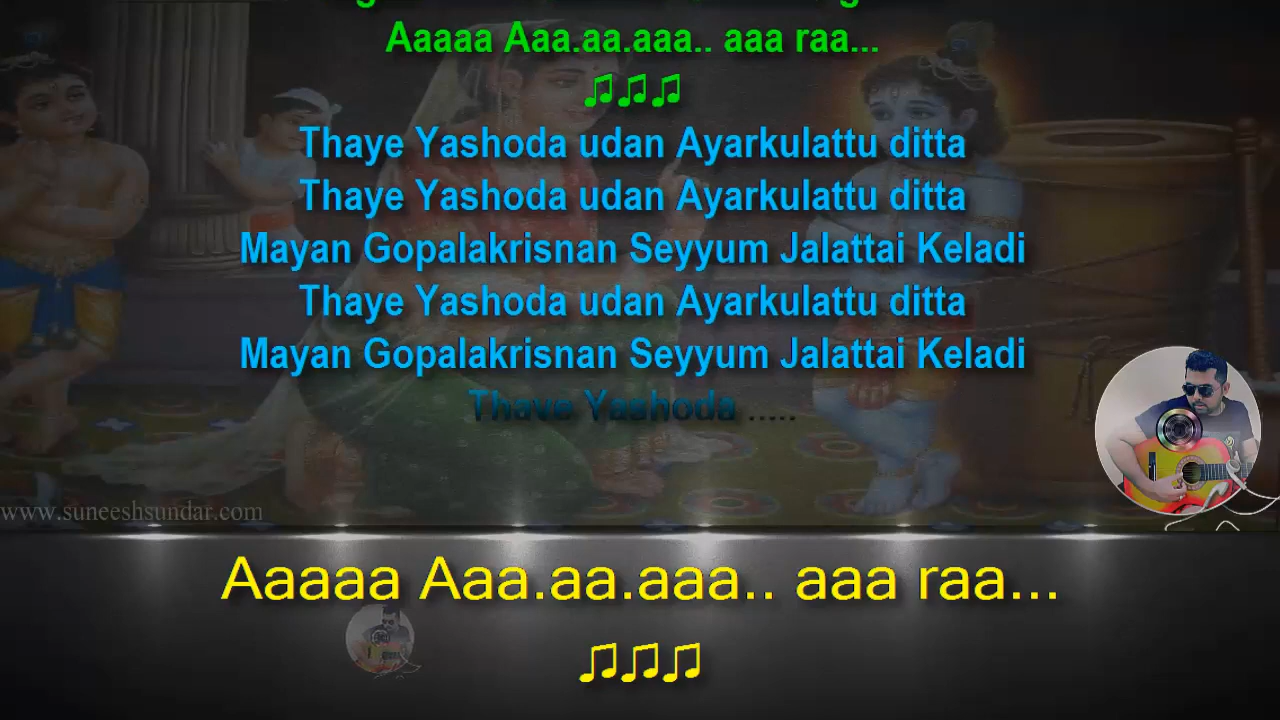 Aaaaa Aaa.aa.aaa.. aaa raa...
♫♫♫
Thaye Yashoda udan Ayarkulattu ditta
Thaye Yashoda udan Ayarkulattu ditta
Mayan Gopalakrisnan Seyyum Jalattai Keladi
Thaye Yashoda udan Ayarkulattu ditta
Mayan Gopalakrisnan Seyyum Jalattai Keladi
Thaye Yashoda .....
www.suneeshsundar.com
Aaaaa Aaa.aa.aaa.. aaa raa...
♫♫♫